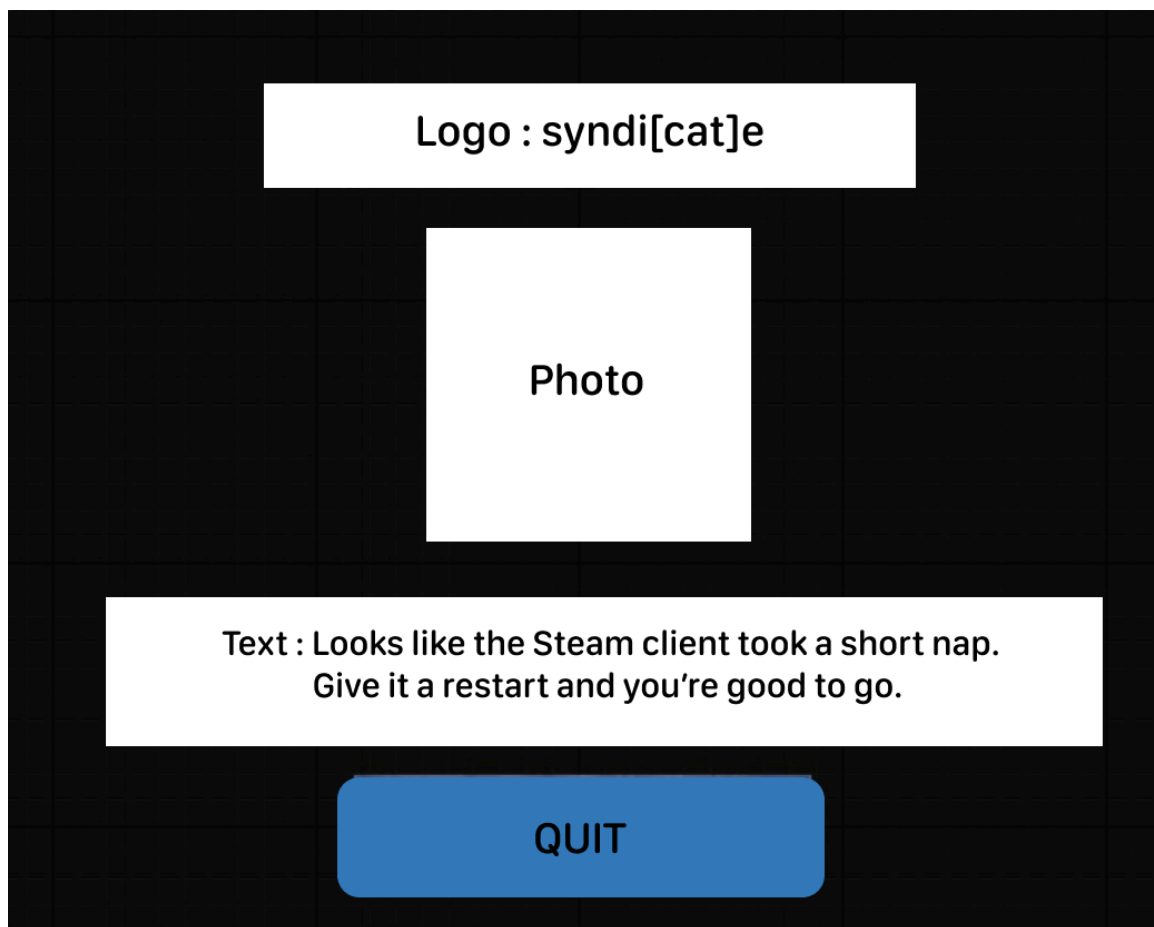 Logo : syndi[cat]e
Photo
Text : Looks like the Steam client took a short nap.
Give it a restart and you’re good to go.
QUIT